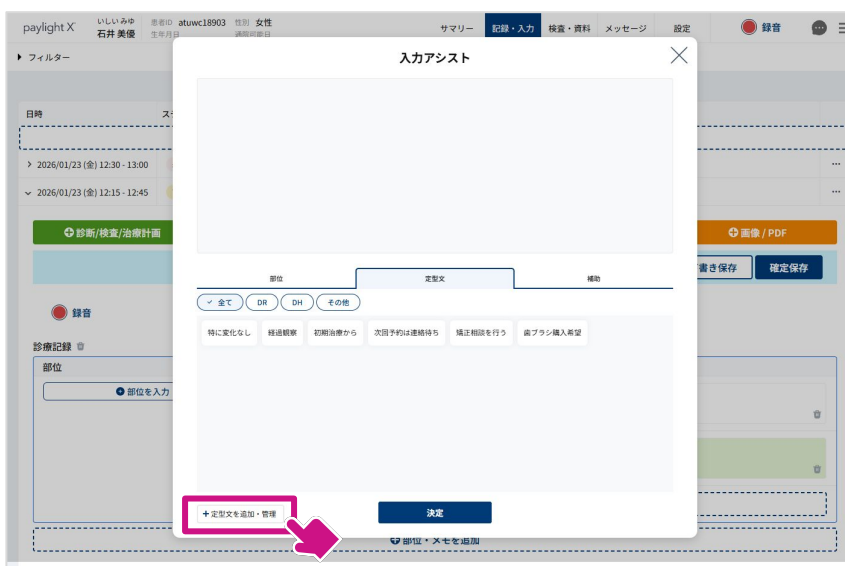 paylight X
いしい みゆ
石井 美優
患者ID atuwc18903 性別 女性
生年月日 通院可能日
サマリー 記録・入力 検査・資料 メッセージ 設定
録音
フィルター
入力アシスト
日時
2026/01/23 (金) 12:30 - 13:00
2026/01/23 (金) 12:15 - 12:45
診断/検査/治療計画
画像 / PDF
書き保存 確定保存
部位 定型文 補助
全て DR DH その他
録音
特に変化なし 経過観察 初期治療から 次回予約は連絡待ち 矯正相談を行う 歯ブラシ購入希望
診療記録
部位
部位を入力
+ 定型文を追加・管理
決定
部位・メモを追加